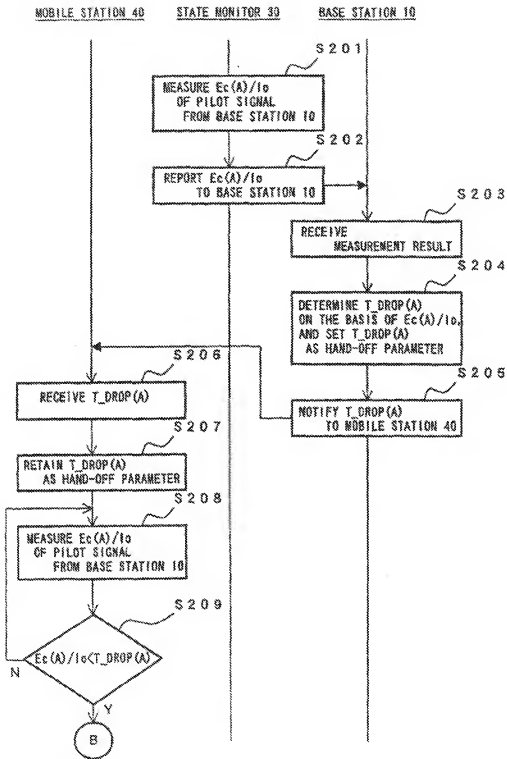 MOBILE STATION 40 STATE MONITOR 30 BASE STATION 10
S201
MEASURE Ec(A)/Io
OF PILOT SIGNAL
FROM BASE STATION 10
S202
REPORT Ec(A)/Io
TO BASE STATION 10
S203
RECEIVE
MEASUREMENT RESULT
S204
DETERMINE T_DROP(A)
ON THE BASIS OF Ec(A)/Io,
AND SET T_DROP(A)
AS HAND-OFF PARAMETER
S205
NOTIFY T_DROP(A)
TO MOBILE STATION 40
S206
RECEIVE T_DROP(A)
S207
RETAIN T_DROP(A)
AS HAND-OFF PARAMETER
S208
MEASURE Ec(A)/Io
OF PILOT SIGNAL
FROM BASE STATION 10
S209
Ec(A)/Io<T_DROP(A)
N
Y
B